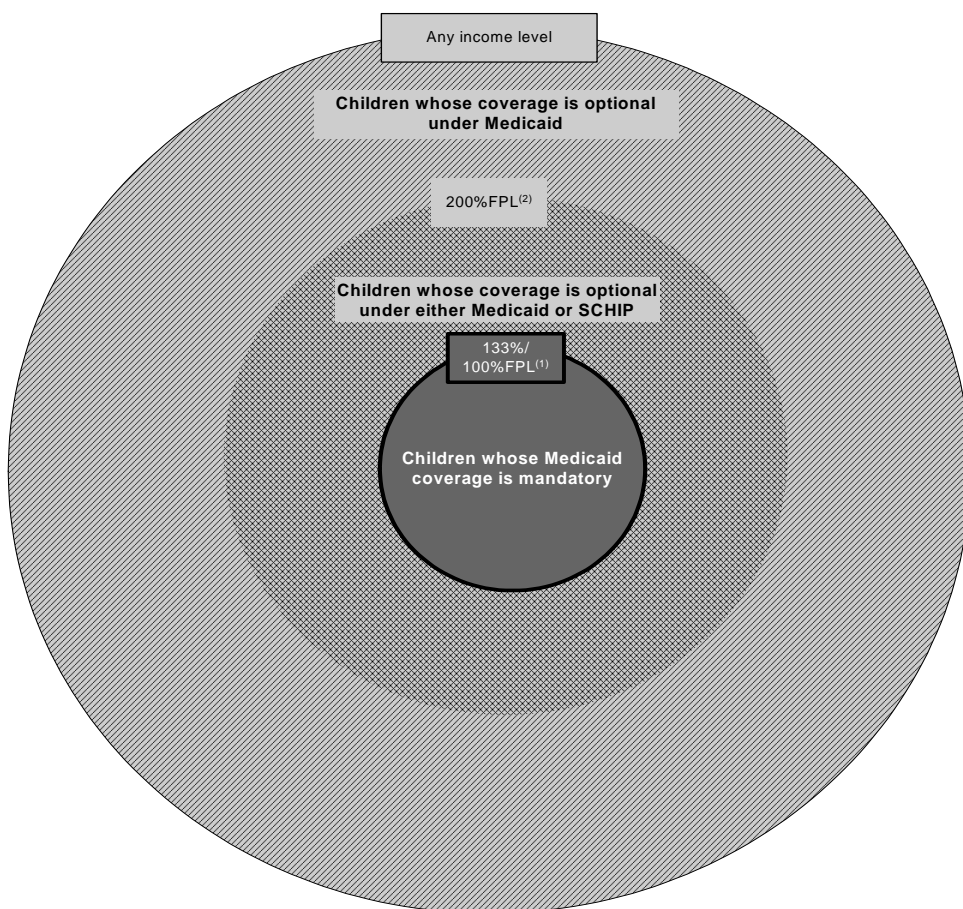 Any income level
Children whose coverage is optional
under Medicaid
200%FPL(2)
Children whose coverage is optional
under either Medicaid or SCHIP
133%/
100%FPL(1)
Children whose Medicaid
coverage is mandatory